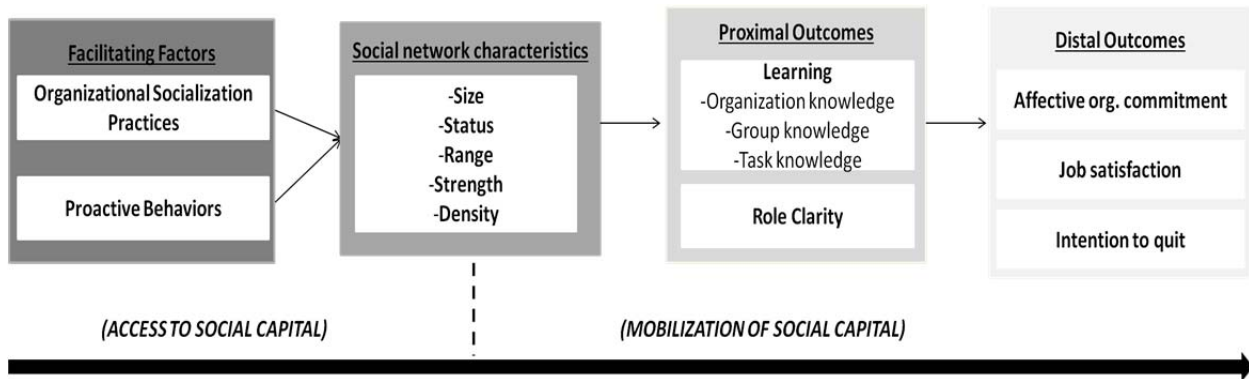 Facilitating Factors
Organizational Socialization
Practices
Proactive Behaviors
Social network characteristics
-Size
-Status
-Range
-Strength
-Density
Proximal Outcomes
Learning
-Organization knowledge
-Group knowledge
-Task knowledge
Role Clarity
Distal Outcomes
Affective org. commitment
Job satisfaction
Intention to quit
(ACCESS TO SOCIAL CAPITAL)
(MOBILIZATION OF SOCIAL CAPITAL)